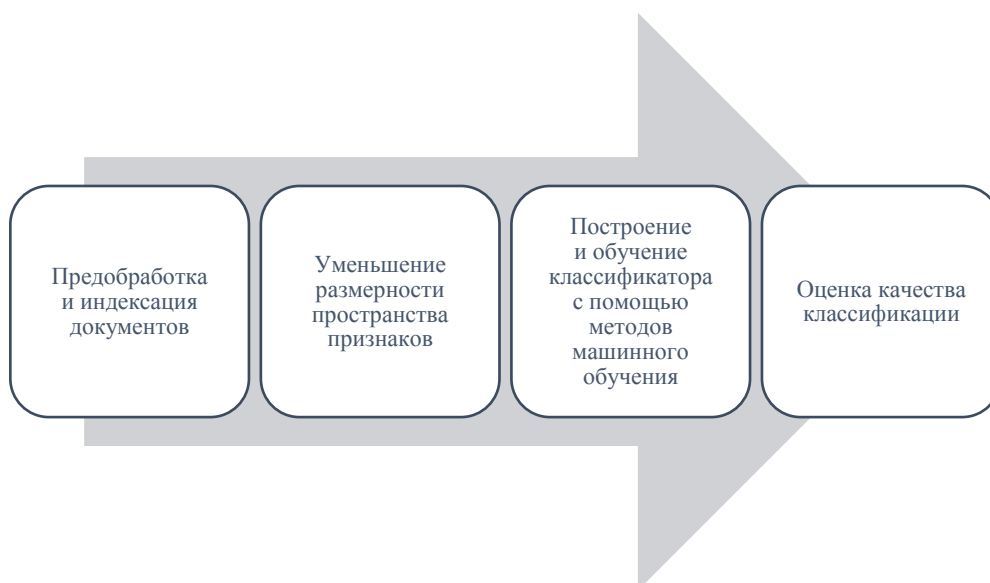 Предобработка
и индексация
документов
Уменьшение
размерности
пространства
признаков
Построение
и обучение
классификатора
с помощью
методов
машинного
обучения
Оценка качества
классификации